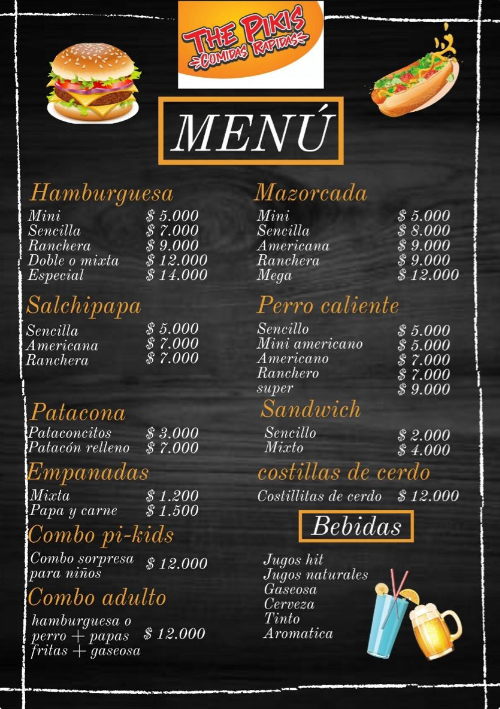 THE PIKIS
COMIDAS RAPIDAS
MENÚ
Hamburguesa
Mini $ 5.000
Sencilla $ 7.000
Ranchera $ 9.000
Doble o mixta $ 12.000
Especial $ 14.000
Mazorcada
Mini $ 5.000
Sencilla $ 8.000
Americana $ 9.000
Ranchera $ 9.000
Mega $ 12.000
Salchipapa
Sencilla $ 5.000
Americana $ 7.000
Ranchera $ 7.000
Perro caliente
Sencillo $ 5.000
Mini americano $ 5.000
Americano $ 7.000
Ranchero $ 7.000
super $ 9.000
Patacona
Pataconcitos $ 3.000
Patacón relleno $ 7.000
Sandwich
Sencillo $ 2.000
Mixto $ 4.000
Empanadas
Mixta $ 1.200
Papa y carne $ 1.500
costillas de cerdo
Costillitas de cerdo $ 12.000
Combo pi-kids
Combo sorpresa $ 12.000
para niños
Combo adulto
hamburguesa o
perro + papas $ 12.000
fritas + gaseosa
Bebidas
Jugos hit
Jugos naturales
Gaseosa
Cerveza
Tinto
Aromatica